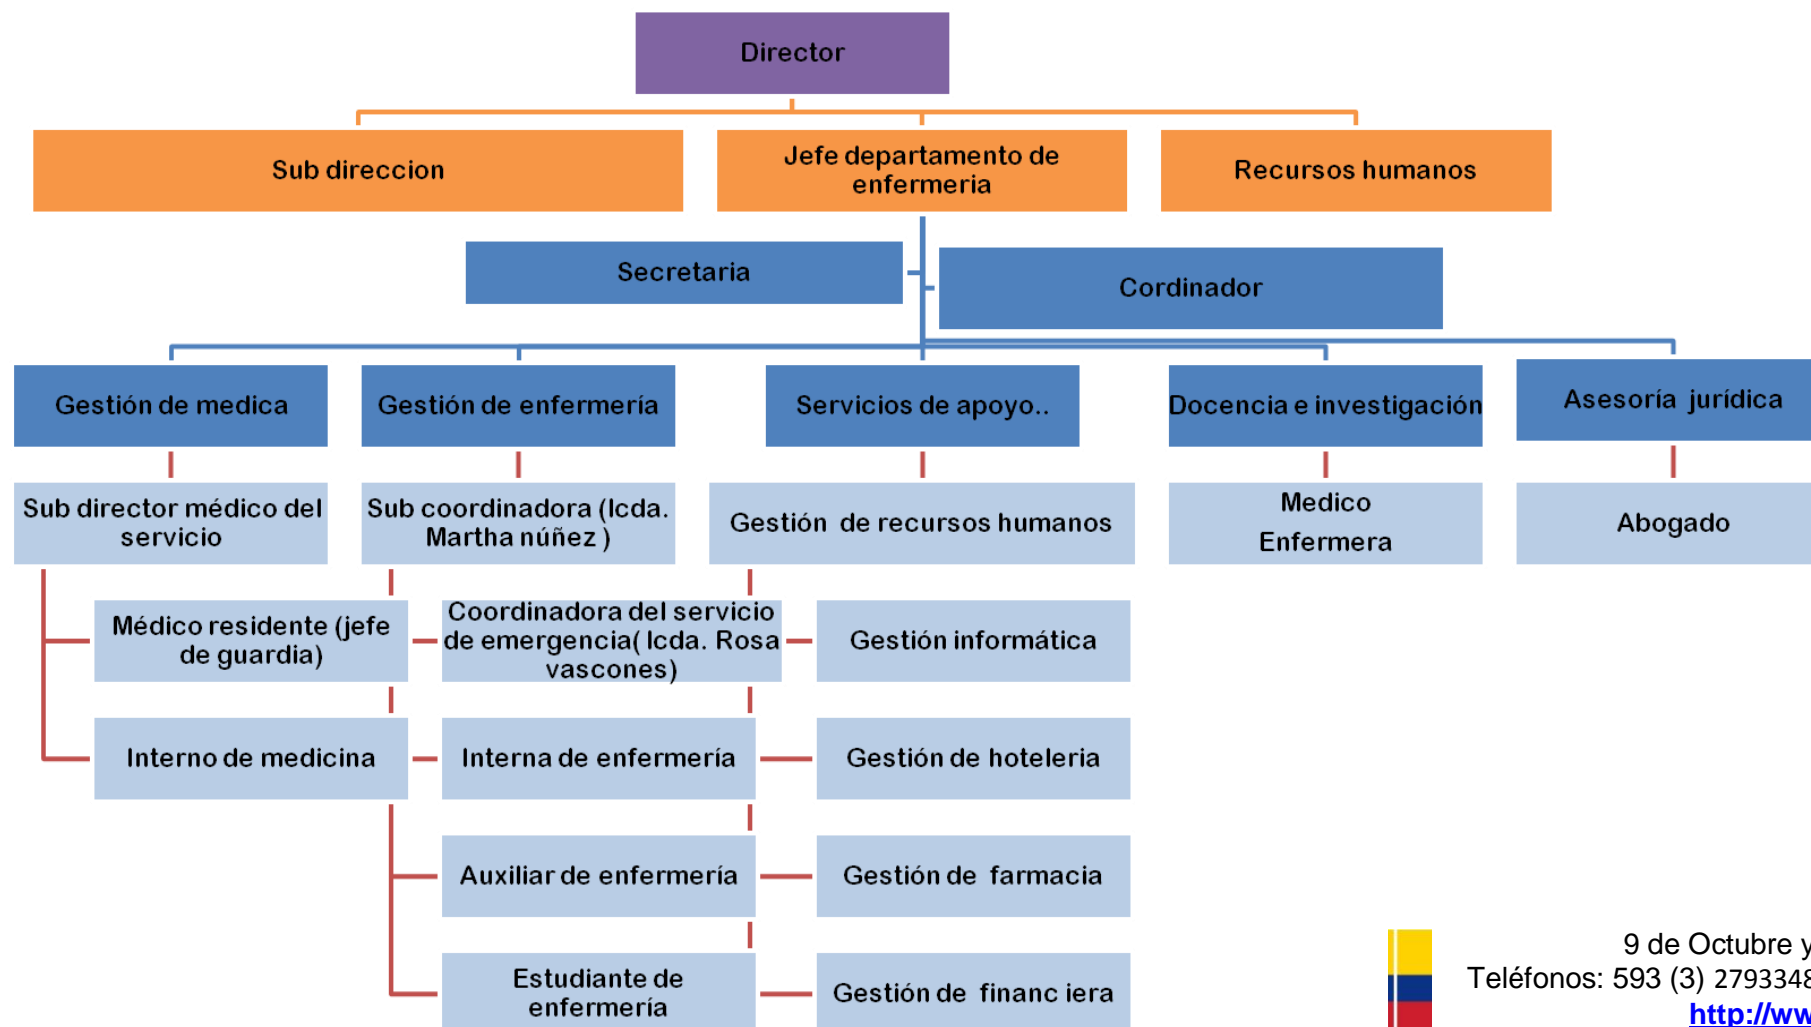 Director
Sub direccion
Jefe departamento de
enfermeria
Recursos humanos
Secretaria
Cordinador
Gestión de medica
Gestión de enfermería
Servicios de apoyo..
Docencia e investigación
Asesoría jurídica
Sub director médico del
servicio
Sub coordinadora (lcda.
Martha núñez )
Gestión de recursos humanos
Medico
Enfermera
Abogado
Médico residente (jefe
de guardia)
Coordinadora del servicio
de emergencia( lcda. Rosa
vascones)
Gestión informática
Interno de medicina
Interna de enfermería
Gestión de hoteleria
Auxiliar de enfermería
Gestión de farmacia
Estudiante de
enfermería
Gestión de financ iera
9 de Octubre y
Teléfonos: 593 (3) 2793348
http://ww